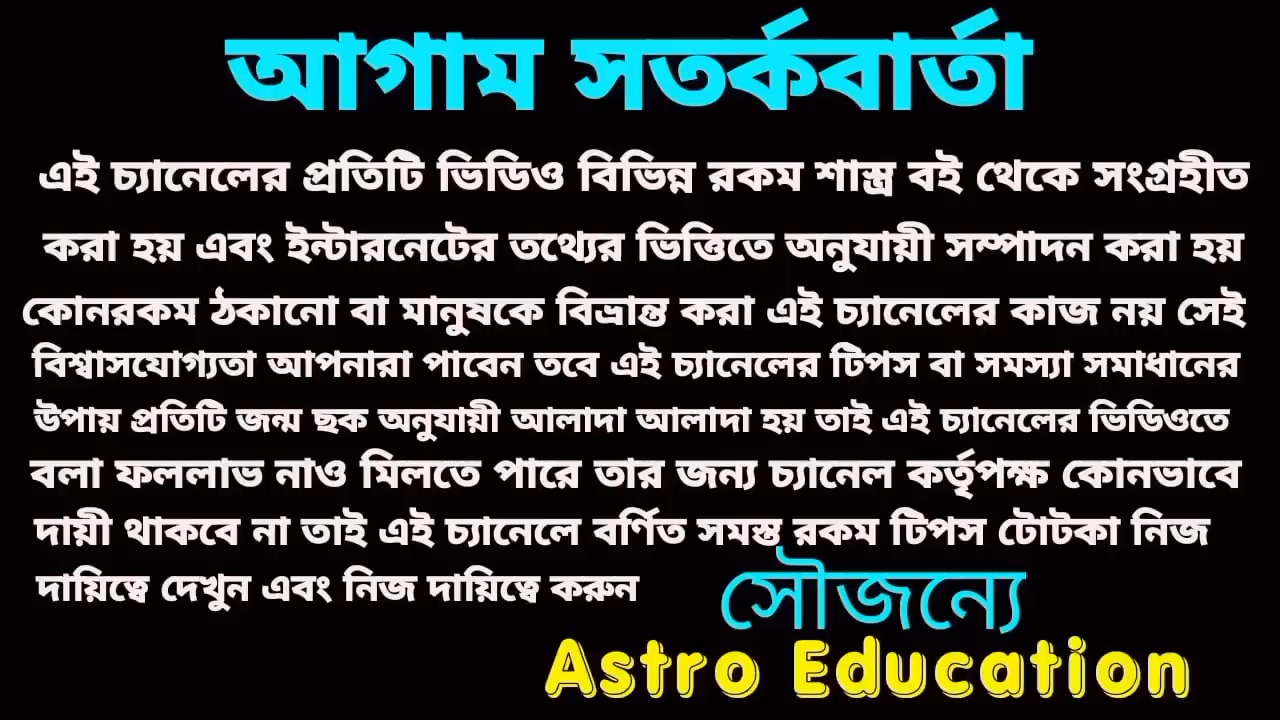 আগাম সতর্কবার্তা
এই চ্যানেলের প্রতিটি ভিডিও বিভিন্ন রকম শাস্ত্র বই থেকে সংগ্রহীত
করা হয় এবং ইন্টারনেটের তথ্যের ভিত্তিতে অনুযায়ী সম্পাদন করা হয়
কোনরকম ঠকানো বা মানুষকে বিভ্রান্ত করা এই চ্যানেলের কাজ নয় সেই
বিশ্বাসযোগ্যতা আপনারা পাবেন তবে এই চ্যানেলের টিপস বা সমস্যা সমাধানের
উপায় প্রতিটি জন্ম ছক অনুযায়ী আলাদা আলাদা হয় তাই এই চ্যানেলের ভিডিওতে
বলা ফললাভ নাও মিলতে পারে তার জন্য চ্যানেল কর্তৃপক্ষ কোনভাবে
দায়ী থাকবে না তাই এই চ্যানেলে বর্ণিত সমস্ত রকম টিপস টোটকা নিজ
দায়িত্বে দেখুন এবং নিজ দায়িত্বে করুন
সৌজন্যে
Astro Education